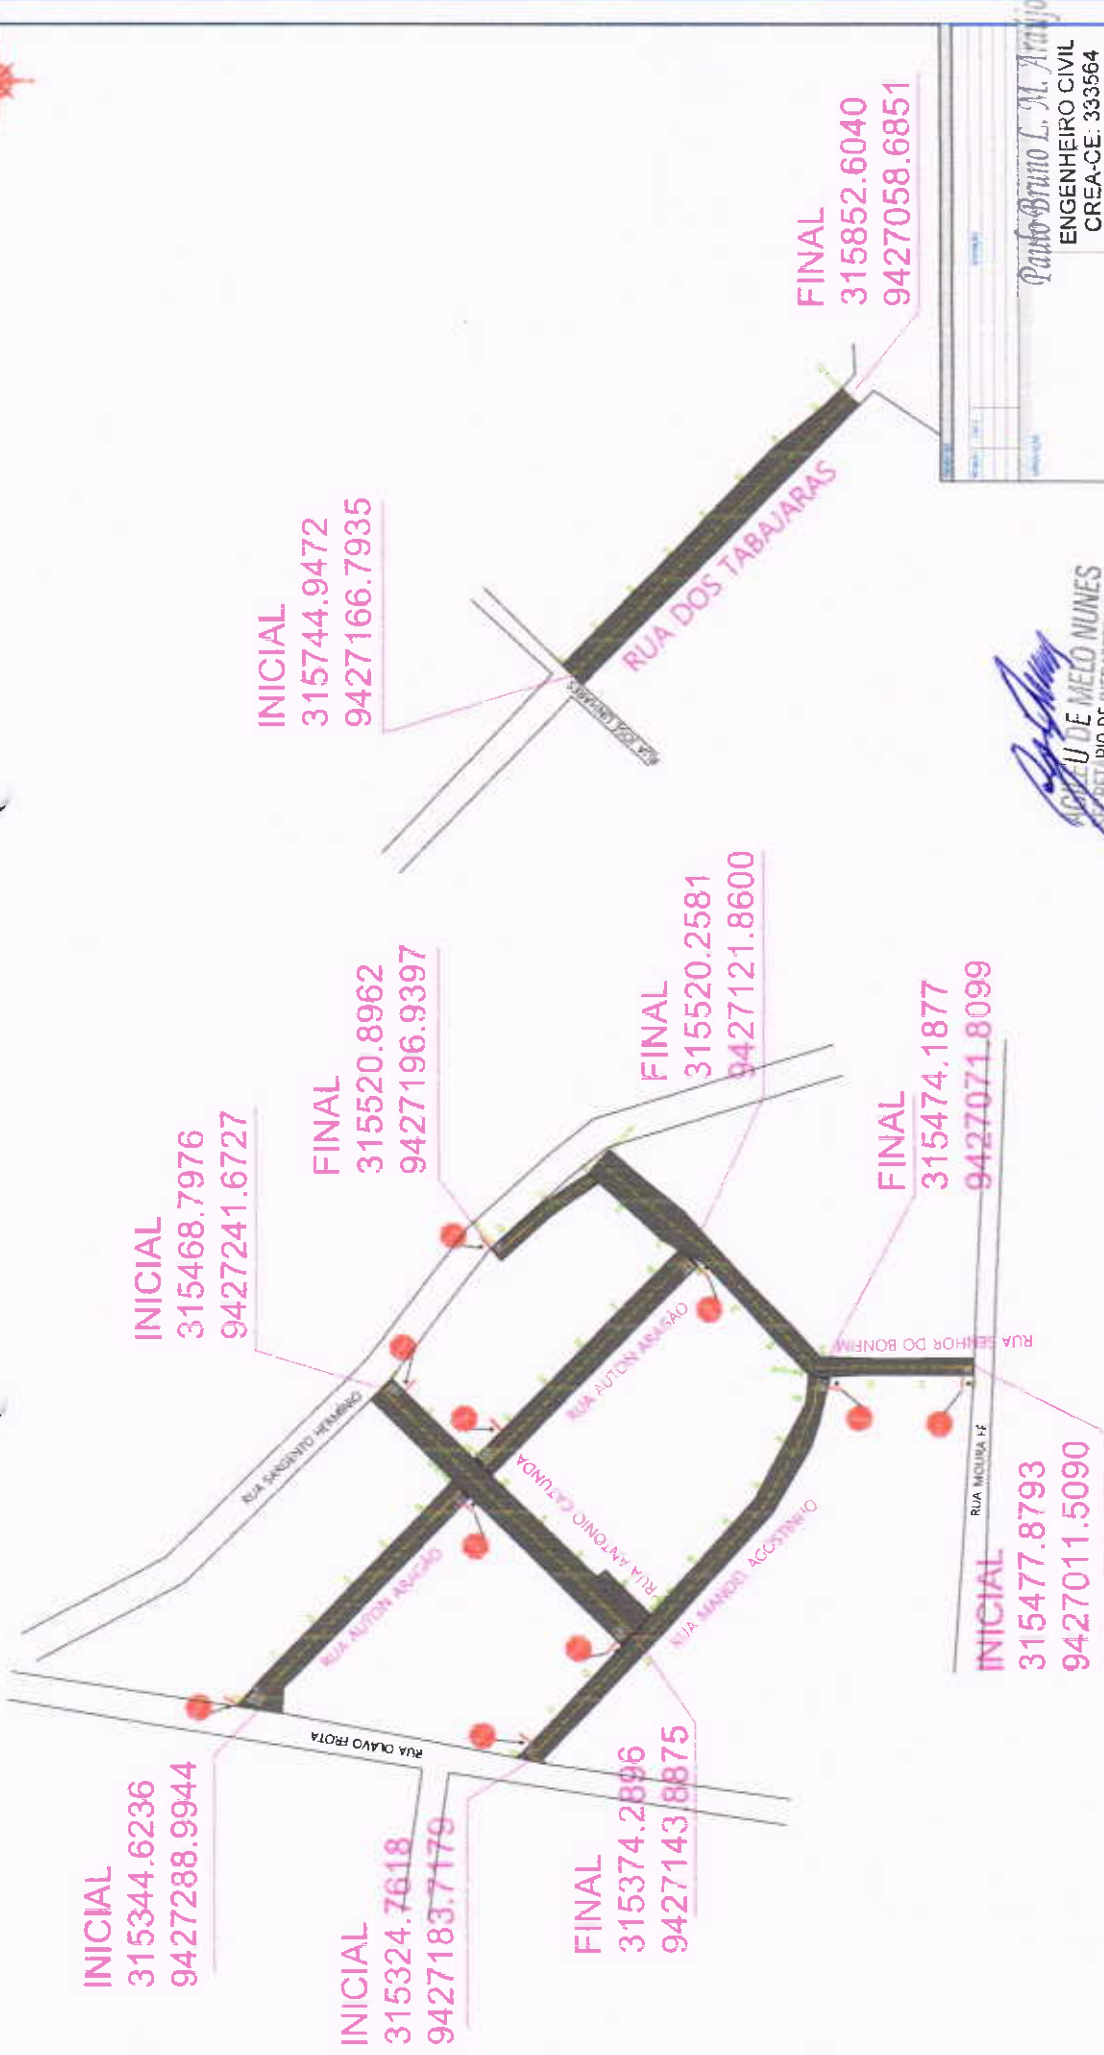 INICIAL
315344.6236
9427288.9944
INICIAL
315468.7976
9427241.6727
INICIAL
315744.9472
9427166.7935
FINAL
315520.8962
9427196.9397
INICIAL
315324.7618
9427183.7179
FINAL
315374.2896
9427143.8875
FINAL
315520.2581
9427121.8600
FINAL
315852.6040
9427058.6851
FINAL
315474.1877
9427071.8099
INICIAL
315477.8793
9427011.5090
RUA SARGENTO HERMÍNIO
RUA OLAVO FROTA
RUA AUTON ARAGÃO
RUA AUTON ARAGÃO
RUA ANTONIO CATUNDA
RUA MANOEL AGOSTINHO
RUA SENHOR DO BONFIM
RUA MOURA FÉ
RUA JOSÉ LINHARES
RUA DOS TABAJARAS
DE MELO NUNES
Paulo Bruno L. M. Araújo
ENGENHEIRO CIVIL
CREA-CE: 333564